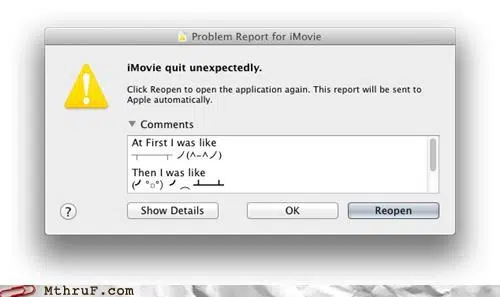 Problem Report for iMovie
iMovie quit unexpectedly.
Click Reopen to open the application again. This report will be sent to
Apple automatically.
Comments
At First I was like
┬──┬ ノ(^-^ノ)
Then I was like
(╯°□°)╯︵ ┻━┻
?
Show Details
OK
Reopen
MthruF.com